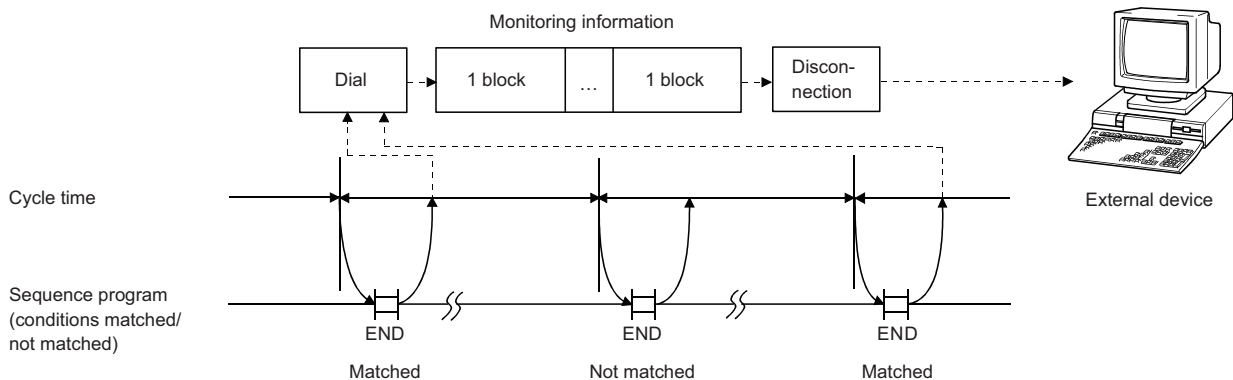 Monitoring information
Dial
1 block
...
1 block
Discon-
nection
Cycle time
External device
Sequence program
(conditions matched/
not matched)
END
END
END
Matched
Not matched
Matched